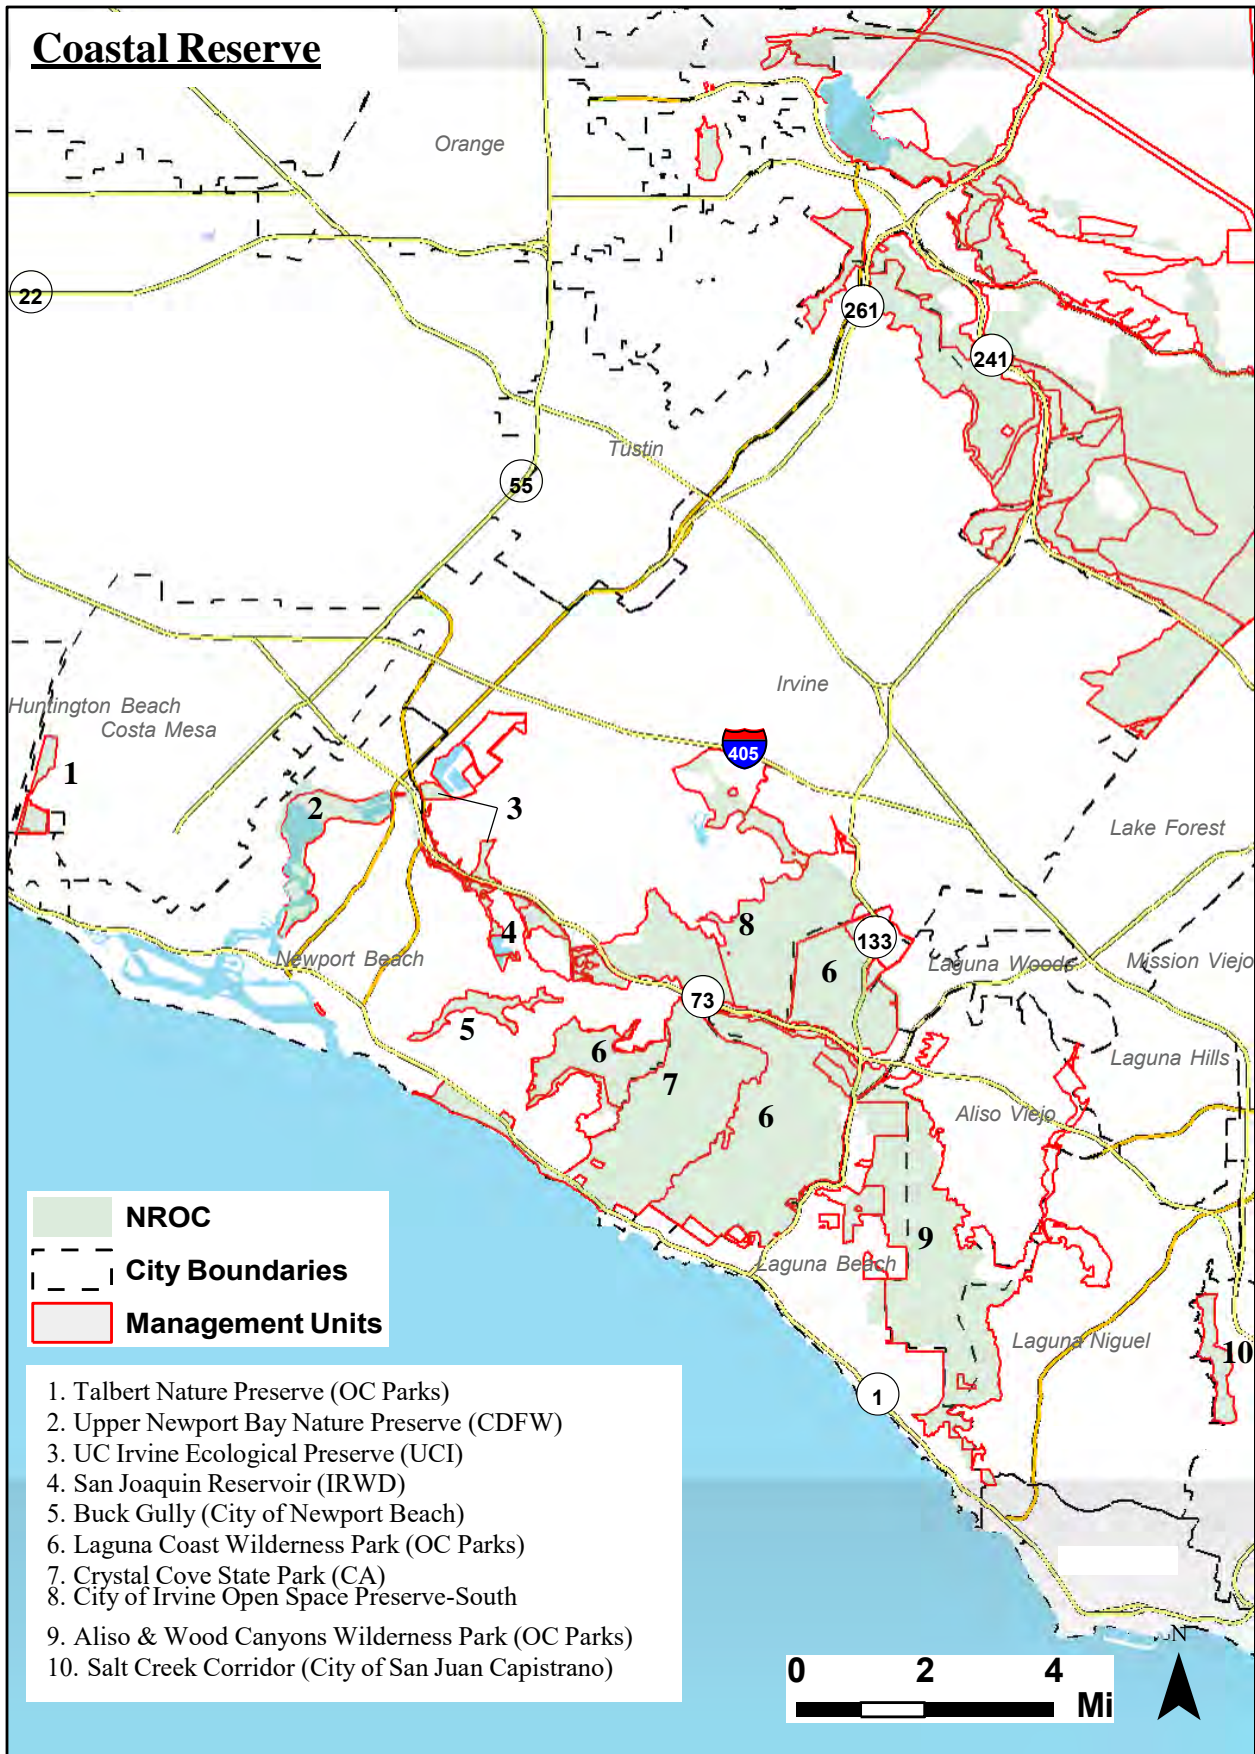 Coastal Reserve
Orange
22
261
241
Tustin
55
Irvine
Huntington Beach
Costa Mesa
405
1
2
3
Lake Forest
4
8
133
Newport Beach
6
Laguna Woods
Mission Viejo
73
5
6
7
Laguna Hills
6
Aliso Viejo
NROC
9
City Boundaries
Laguna Beach
Management Units
Laguna Niguel
10
1
1. Talbert Nature Preserve (OC Parks)
2. Upper Newport Bay Nature Preserve (CDFW)
3. UC Irvine Ecological Preserve (UCI)
4. San Joaquin Reservoir (IRWD)
5. Buck Gully (City of Newport Beach)
6. Laguna Coast Wilderness Park (OC Parks)
7. Crystal Cove State Park (CA)
8. City of Irvine Open Space Preserve-South
9. Aliso & Wood Canyons Wilderness Park (OC Parks)
10. Salt Creek Corridor (City of San Juan Capistrano)
N
0 2 4
Mi